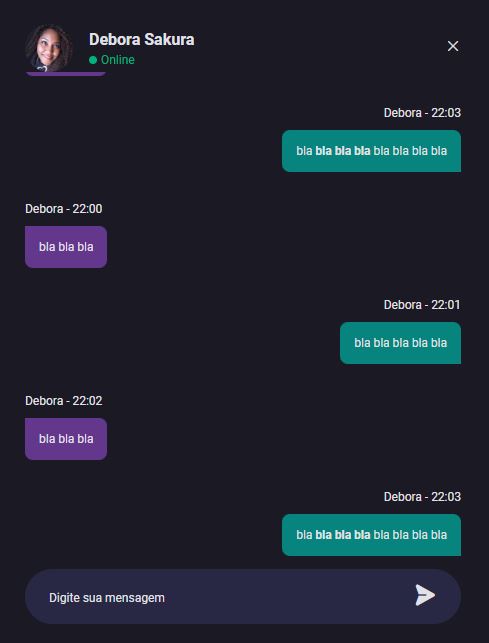 Debora Sakura
Online
Debora - 22:03
bla bla bla bla bla bla bla bla
Debora - 22:00
bla bla bla
Debora - 22:01
bla bla bla bla bla
Debora - 22:02
bla bla bla
Debora - 22:03
bla bla bla bla bla bla bla bla
Digite sua mensagem